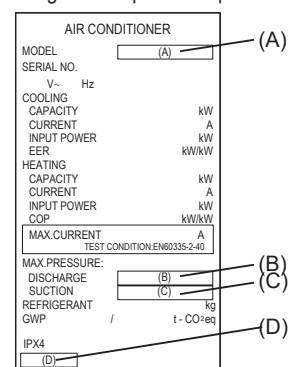 AIR CONDITIONER
MODEL (A) (A)
SERIAL NO.
V~ Hz
COOLING
CAPACITY kW
CURRENT A
INPUT POWER kW
EER kW/kW
HEATING
CAPACITY kW
CURRENT A
INPUT POWER kW
COP kW/kW
MAX.CURRENT A
TEST CONDITION:EN60335-2-40
MAX.PRESSURE:
DISCHARGE (B) (B)
SUCTION (C) (C)
REFRIGERANT kg
GWP / t - CO2eq
IPX4 (D)
(D)